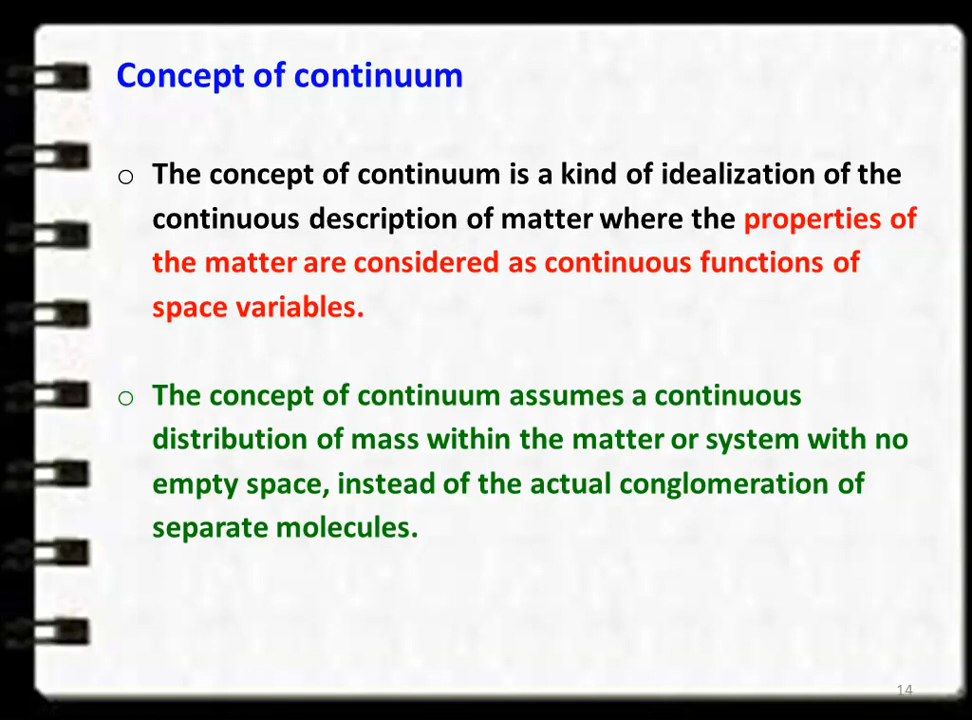 Concept of continuum
o The concept of continuum is a kind of idealization of the
continuous description of matter where the properties of
the matter are considered as continuous functions of
space variables.
o The concept of continuum assumes a continuous
distribution of mass within the matter or system with no
empty space, instead of the actual conglomeration of
separate molecules.
14